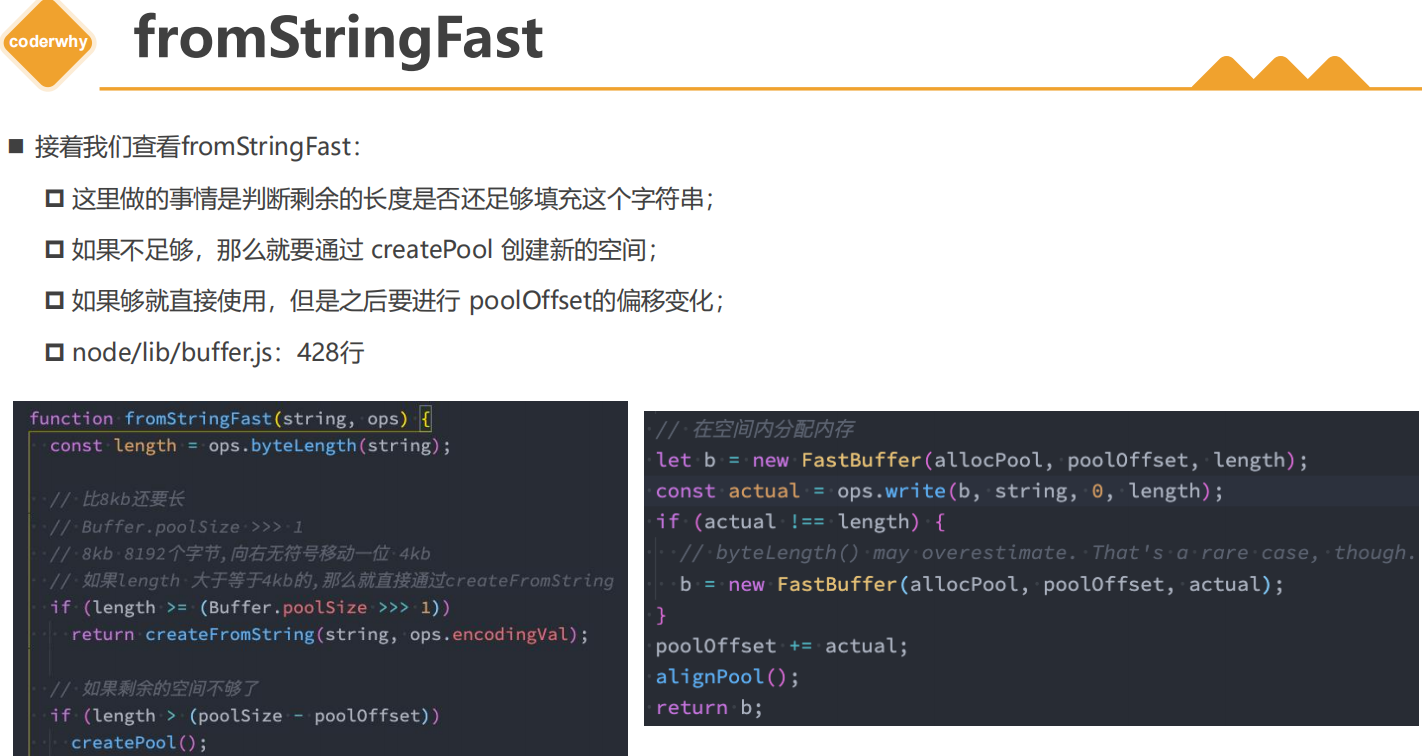 coderwhy
fromStringFast
接着我们查看fromStringFast：
这里做的事情是判断剩余的长度是否还足够填充这个字符串；
如果不足够，那么就要通过 createPool 创建新的空间；
如果够就直接使用，但是之后要进行 poolOffset的偏移变化；
node/lib/buffer.js：428行
function fromStringFast(string, ops) {
const length = ops.byteLength(string);
// 比8kb还要长
// Buffer.poolSize >>> 1
// 8kb 8192个字节,向右无符号移动一位 4kb
// 如果length 大于等于4kb的,那么就直接通过createFromString
if (length >= (Buffer.poolSize >>> 1))
return createFromString(string, ops.encodingVal);
// 如果剩余的空间不够了
if (length > (poolSize - poolOffset))
createPool();
// 在空间内分配内存
let b = new FastBuffer(allocPool, poolOffset, length);
const actual = ops.write(b, string, 0, length);
if (actual !== length) {
// byteLength() may overestimate. That's a rare case, though.
b = new FastBuffer(allocPool, poolOffset, actual);
}
poolOffset += actual;
alignPool();
return b;